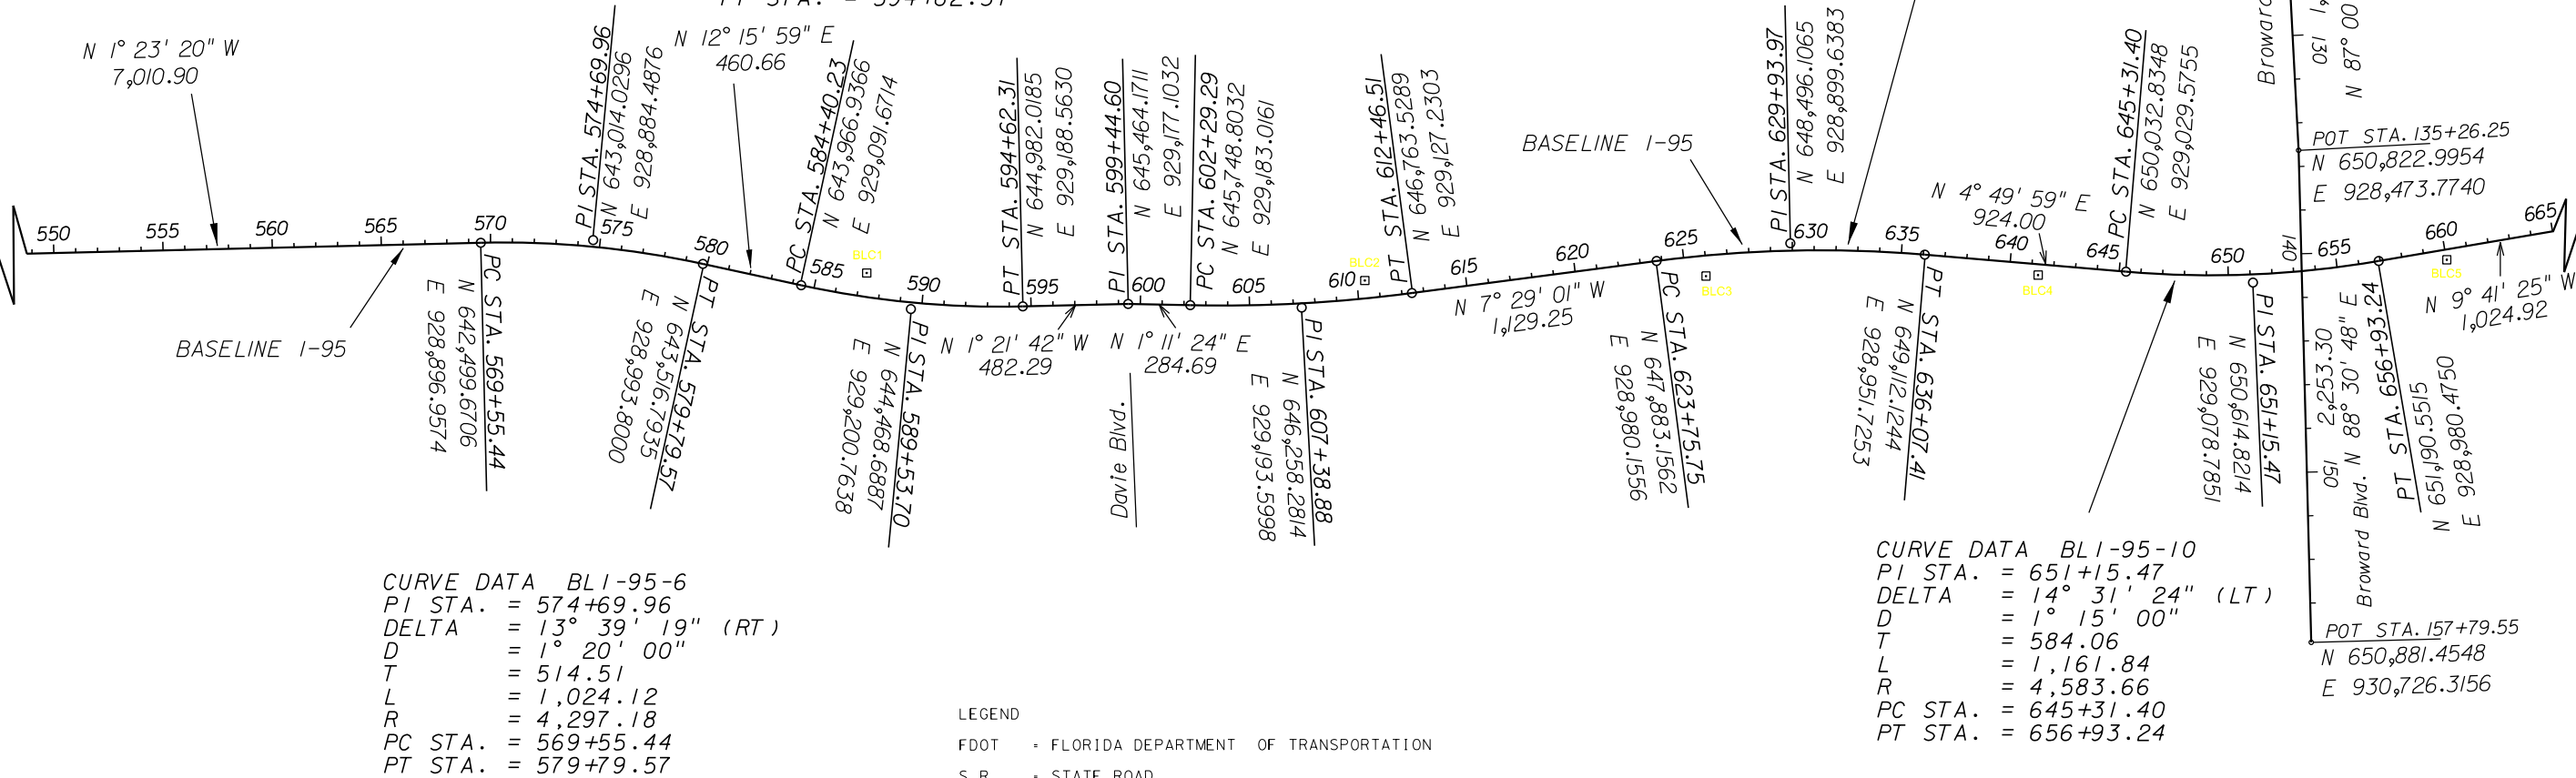 PT STA. = 594+62.31
N 1° 23' 20" W
7,010.90
PI STA. 574+69.96
N 643,014.0296
E 928,884.4876
N 12° 15' 59" E
460.66
PC STA. 584+40.23
N 643,966.9366
E 929,091.6714
PT STA. 594+62.31
N 644,982.0185
E 929,188.5630
PI STA. 599+44.60
N 645,464.1711
E 929,177.1032
PC STA. 602+29.29
N 645,748.8032
E 929,183.0161
PT STA. 612+46.51
N 646,763.5289
E 929,127.2303
BASELINE I-95
PI STA. 629+93.97
N 648,496.1065
E 928,899.6383
N 4° 49' 59" E
924.00
PC STA. 645+31.40
N 650,032.8348
E 929,029.5755
Broward
130
N 87° 00
POT STA. 135+26.25
N 650,822.9954
E 928,473.7740
550
555
560
565
570
575
580
585
590
595
600
605
610
615
620
625
630
635
640
645
650
655
660
665
140
BLC1
BLC2
BLC3
BLC4
BLC5
BASELINE I-95
PC STA. 569+55.44
N 642,499.6706
E 928,896.9574
PT STA. 579+79.57
N 643,516.7935
E 928,993.8000
PI STA. 589+53.70
N 644,468.6887
E 929,200.7638
N 1° 21' 42" W
482.29
N 1° 11' 24" E
284.69
Davie Blvd.
PI STA. 607+38.88
N 646,258.2814
E 929,193.5998
N 7° 29' 01" W
1,129.25
PC STA. 623+75.75
N 647,883.1562
E 928,980.1556
PT STA. 636+07.41
N 649,112.1244
E 928,951.7253
PI STA. 651+15.47
N 650,614.8214
E 929,078.7851
2,253.30
N 88° 30' 48" E
150
Broward Blvd.
PT STA. 656+93.24
N 651,190.5515
E 928,980.4750
N 9° 41' 25" W
1,024.92
POT STA. 157+79.55
N 650,881.4548
E 930,726.3156
CURVE DATA BLI-95-6
PI STA. = 574+69.96
DELTA = 13° 39' 19" (RT)
D = 1° 20' 00"
T = 514.51
L = 1,024.12
R = 4,297.18
PC STA. = 569+55.44
PT STA. = 579+79.57
CURVE DATA BLI-95-10
PI STA. = 651+15.47
DELTA = 14° 31' 24" (LT)
D = 1° 15' 00"
T = 584.06
L = 1,161.84
R = 4,583.66
PC STA. = 645+31.40
PT STA. = 656+93.24
LEGEND
FDOT = FLORIDA DEPARTMENT OF TRANSPORTATION
S.R. = STATE ROAD